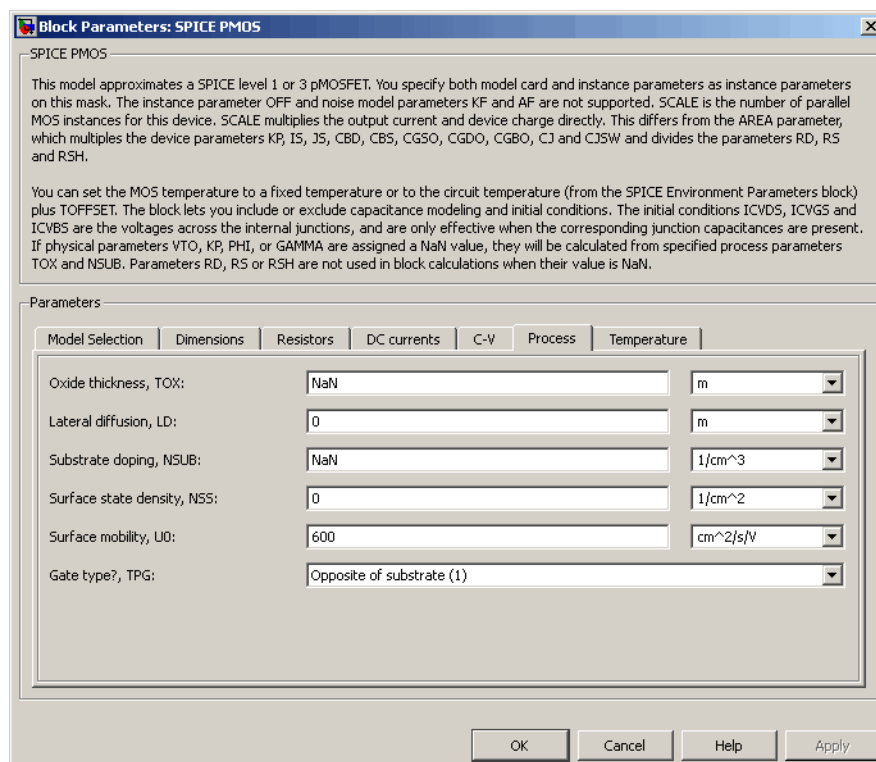 Block Parameters: SPICE PMOS
SPICE PMOS
This model approximates a SPICE level 1 or 3 pMOSFET. You specify both model card and instance parameters as instance parameters
on this mask. The instance parameter OFF and noise model parameters KF and AF are not supported. SCALE is the number of parallel
MOS instances for this device. SCALE multiplies the output current and device charge directly. This differs from the AREA parameter,
which multiples the device parameters KP, IS, JS, CBD, CBS, CGSO, CGDO, CGBO, CJ and CJSW and divides the parameters RD, RS
and RSH.
You can set the MOS temperature to a fixed temperature or to the circuit temperature (from the SPICE Environment Parameters block)
plus TOFFSET. The block lets you include or exclude capacitance modeling and initial conditions. The initial conditions ICVDS, ICVGS and
ICVBS are the voltages across the internal junctions, and are only effective when the corresponding junction capacitances are present.
If physical parameters VTO, KP, PHI, or GAMMA are assigned a NaN value, they will be calculated from specified process parameters
TOX and NSUB. Parameters RD, RS or RSH are not used in block calculations when their value is NaN.
Parameters
Model Selection Dimensions Resistors DC currents C-V Process Temperature
Oxide thickness, TOX: NaN m
Lateral diffusion, LD: 0 m
Substrate doping, NSUB: NaN 1/cm^3
Surface state density, NSS: 0 1/cm^2
Surface mobility, U0: 600 cm^2/s/V
Gate type?, TPG: Opposite of substrate (1)
OK Cancel Help Apply